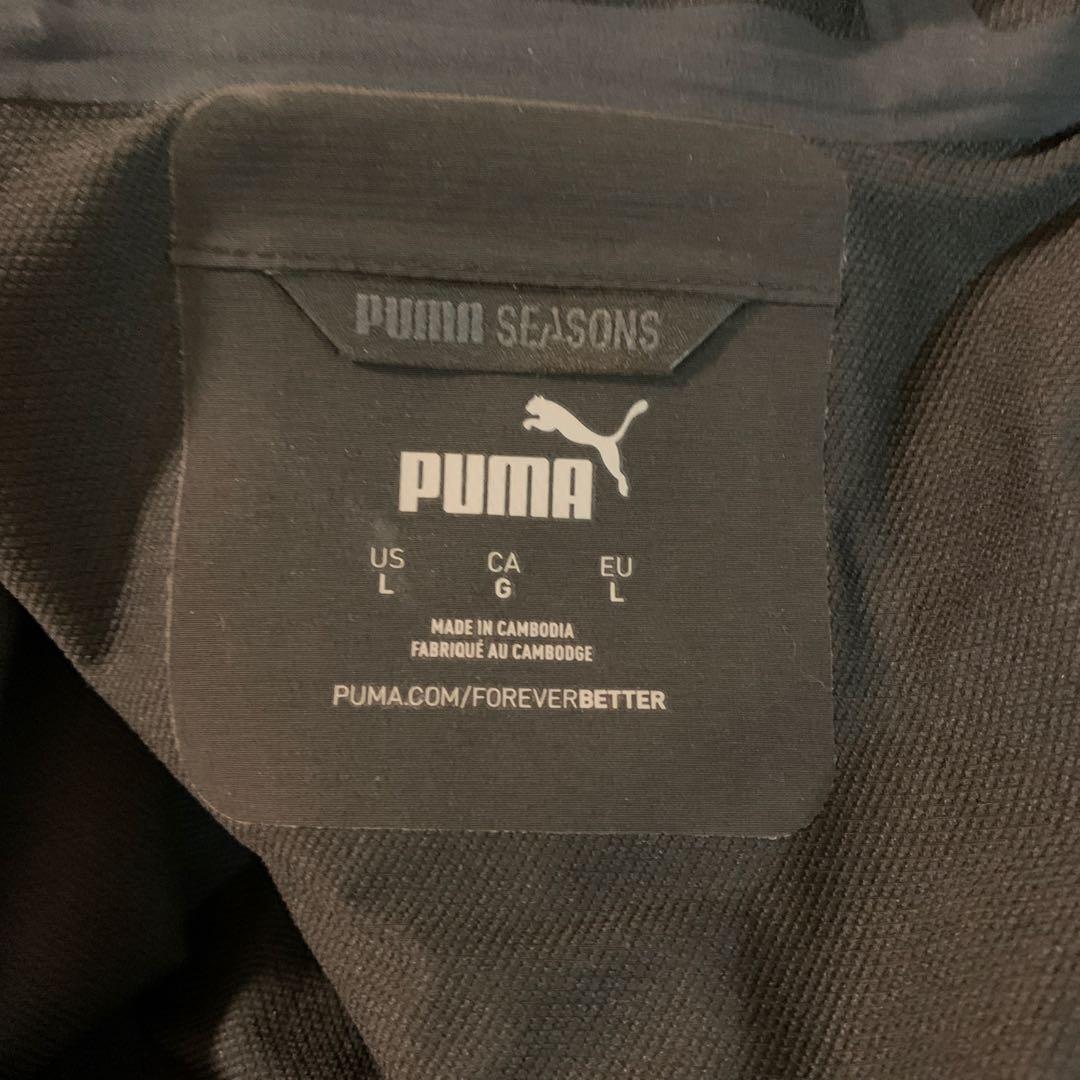 PUMA SEASONS
PUMA
US CA EU
L G L
MADE IN CAMBODIA
FABRIQUÉ AU CAMBODGE
PUMA.COM/FOREVERBETTER